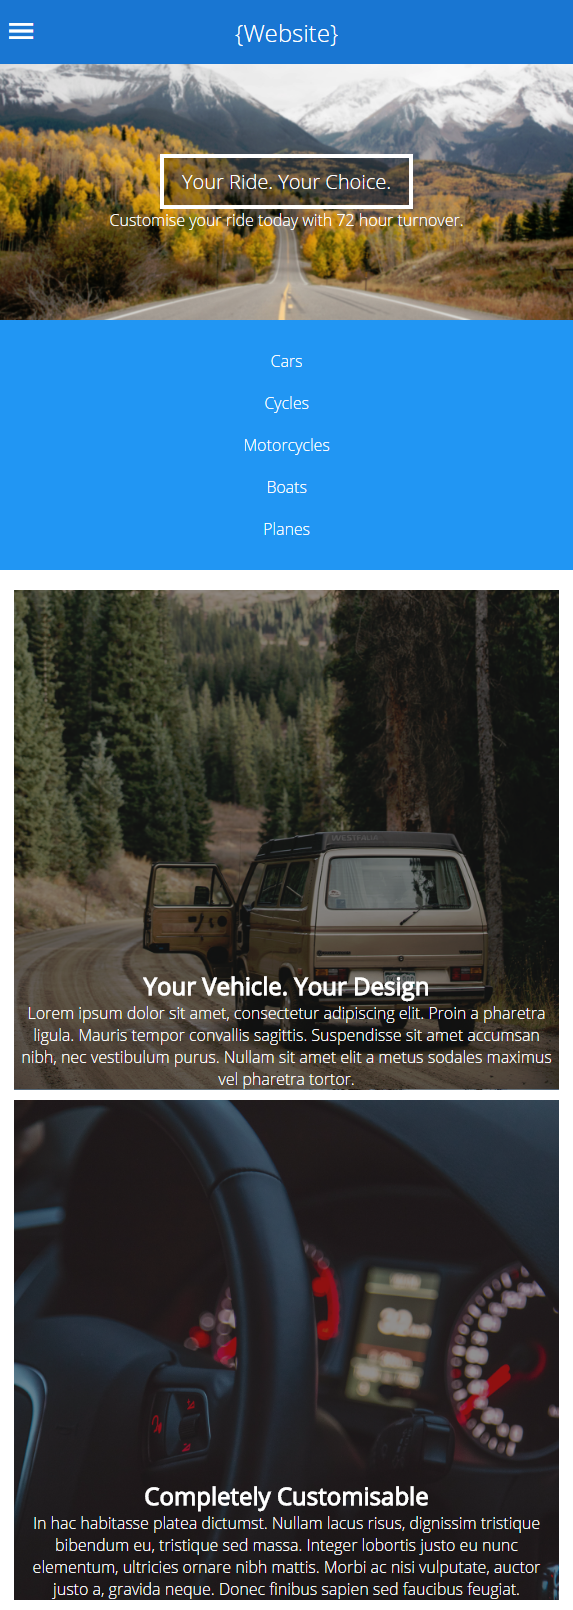 {Website}
Your Ride. Your Choice.
Customise your ride today with 72 hour turnover.
Cars
Cycles
Motorcycles
Boats
Planes
WESTFALIA
Your Vehicle. Your Design
Lorem ipsum dolor sit amet, consectetur adipiscing elit. Proin a pharetra
ligula. Mauris tempor convallis sagittis. Suspendisse sit amet accumsan
nibh, nec vestibulum purus. Nullam sit amet elit a metus sodales maximus
vel pharetra tortor.
Completely Customisable
In hac habitasse platea dictumst. Nullam lacus risus, dignissim tristique
bibendum eu, tristique sed massa. Integer lobortis justo eu nunc
elementum, ultricies ornare nibh mattis. Morbi ac nisi vulputate, auctor
justo a, gravida neque. Donec finibus sapien sed faucibus feugiat.